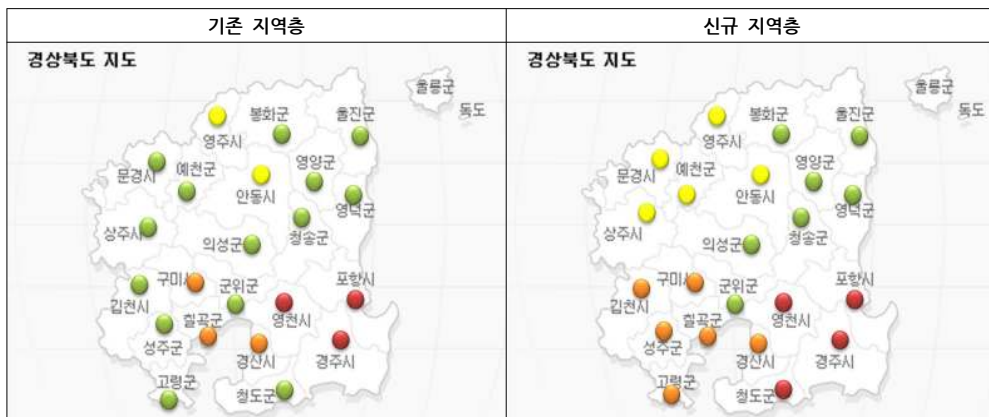 기존 지역층
신규 지역층
경상북도 지도
울릉군
독도
봉화군
울진군
영주시
문경시
예천군
영양군
안동시
영덕군
상주시
의성군
청송군
구미시
군위군
포항시
김천시
칠곡군
영천시
성주군
경산시
경주시
고령군
청도군
경상북도 지도
울릉군
독도
봉화군
울진군
영주시
문경시
예천군
영양군
안동시
영덕군
상주시
의성군
청송군
구미시
군위군
포항시
김천시
칠곡군
영천시
성주군
경산시
경주시
고령군
청도군